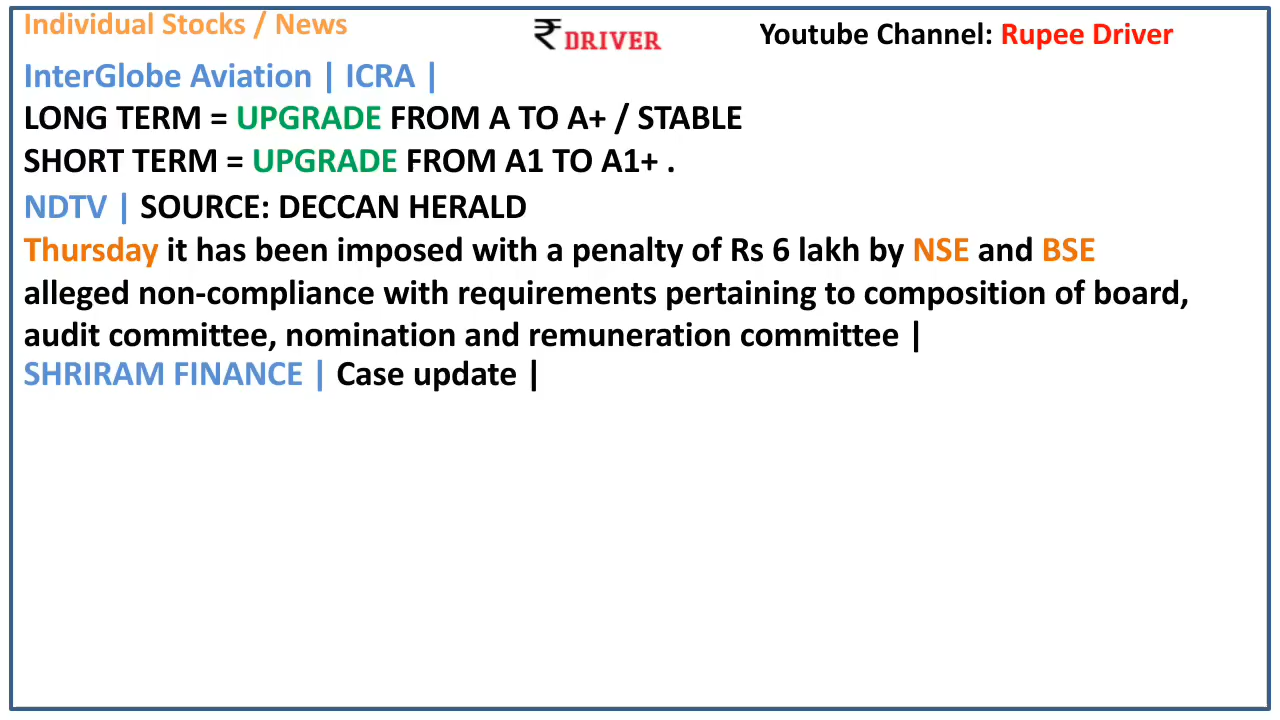 Individual Stocks / News
₹ DRIVER
Youtube Channel: Rupee Driver
InterGlobe Aviation | ICRA |
LONG TERM = UPGRADE FROM A TO A+ / STABLE
SHORT TERM = UPGRADE FROM A1 TO A1+ .
NDTV | SOURCE: DECCAN HERALD
Thursday it has been imposed with a penalty of Rs 6 lakh by NSE and BSE
alleged non-compliance with requirements pertaining to composition of board,
audit committee, nomination and remuneration committee |
SHRIRAM FINANCE | Case update |